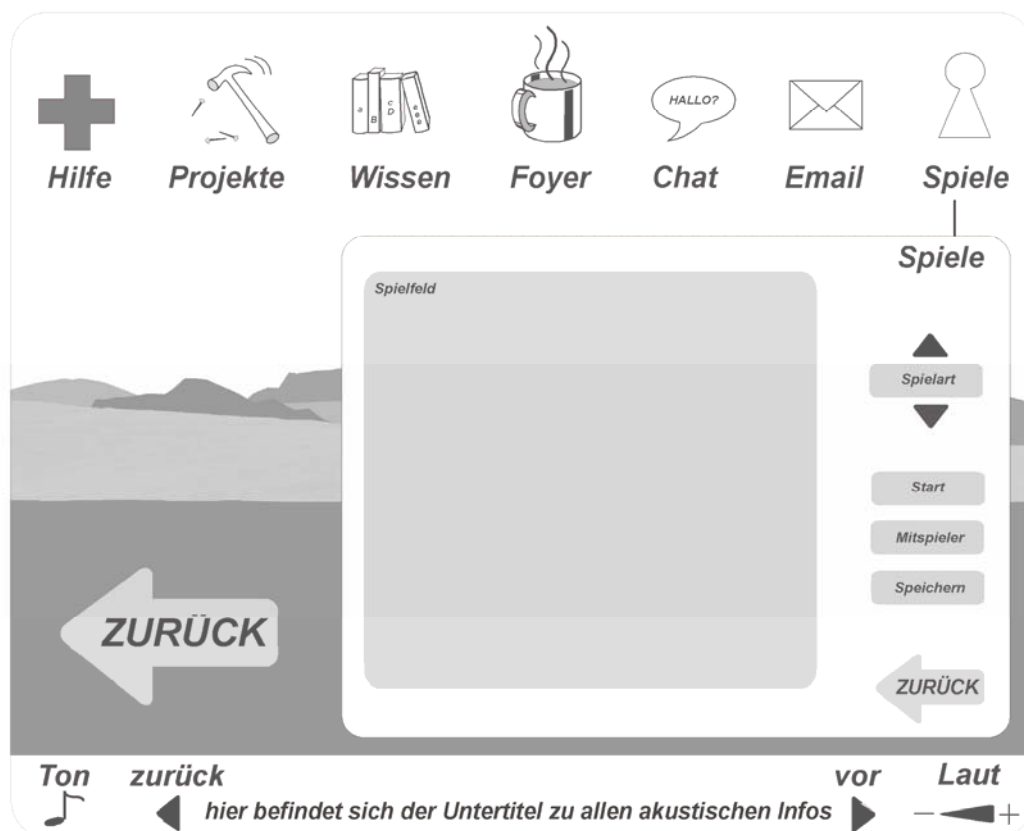 HALLO?
a
B
c
D
e
Hilfe Projekte Wissen Foyer Chat Email Spiele
Spiele
Spielfeld
Spielart
Start
Mitspieler
Speichern
ZURÜCK
ZURÜCK
Ton zurück vor Laut
hier befindet sich der Untertitel zu allen akustischen Infos
− +